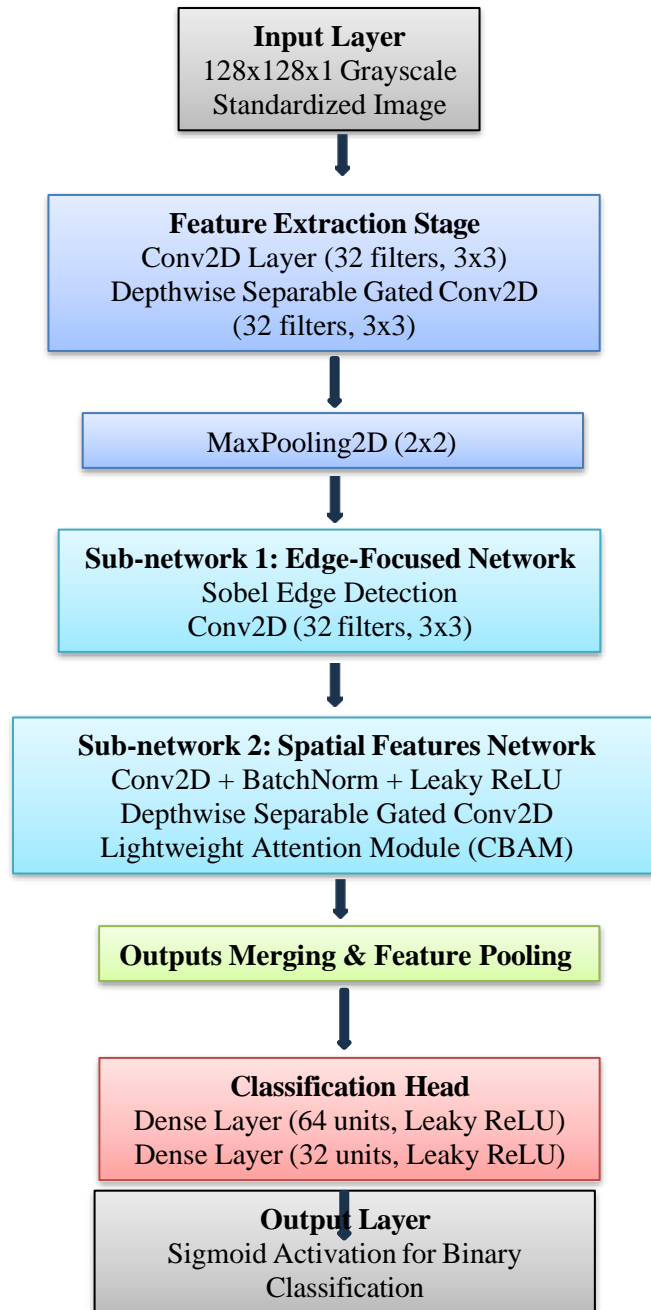 Input Layer
128x128x1 Grayscale
Standardized Image
Feature Extraction Stage
Conv2D Layer (32 filters, 3x3)
Depthwise Separable Gated Conv2D
(32 filters, 3x3)
MaxPooling2D (2x2)
Sub-network 1: Edge-Focused Network
Sobel Edge Detection
Conv2D (32 filters, 3x3)
Sub-network 2: Spatial Features Network
Conv2D + BatchNorm + Leaky ReLU
Depthwise Separable Gated Conv2D
Lightweight Attention Module (CBAM)
Outputs Merging & Feature Pooling
Classification Head
Dense Layer (64 units, Leaky ReLU)
Dense Layer (32 units, Leaky ReLU)
Output Layer
Sigmoid Activation for Binary
Classification